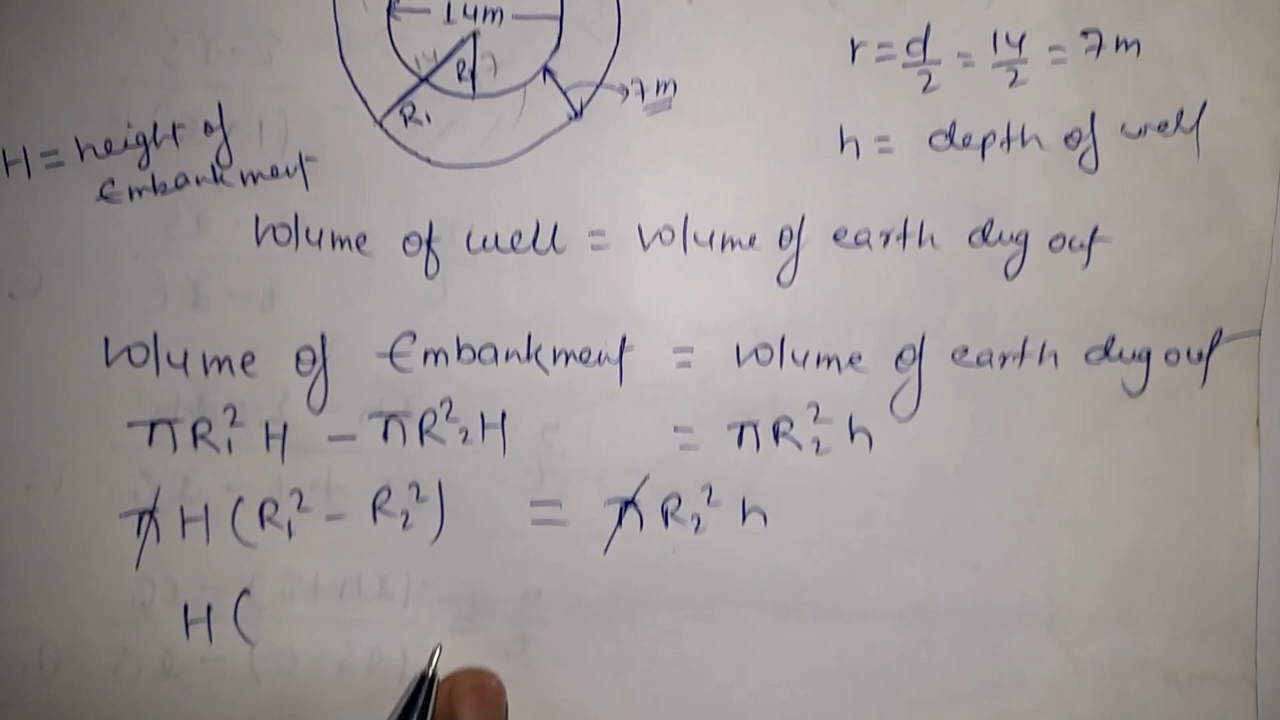 14m
r = d/2 = 14/2 = 7m
14 R 7
7m
R₁
h = depth of well
H = height of
Embankment
Volume of well = volume of earth dug out
Volume of Embankment = volume of earth dug out
πR₁²H - πR₂²H = πR₂²h
πH(R₁² - R₂²) = πR₂²h
H(